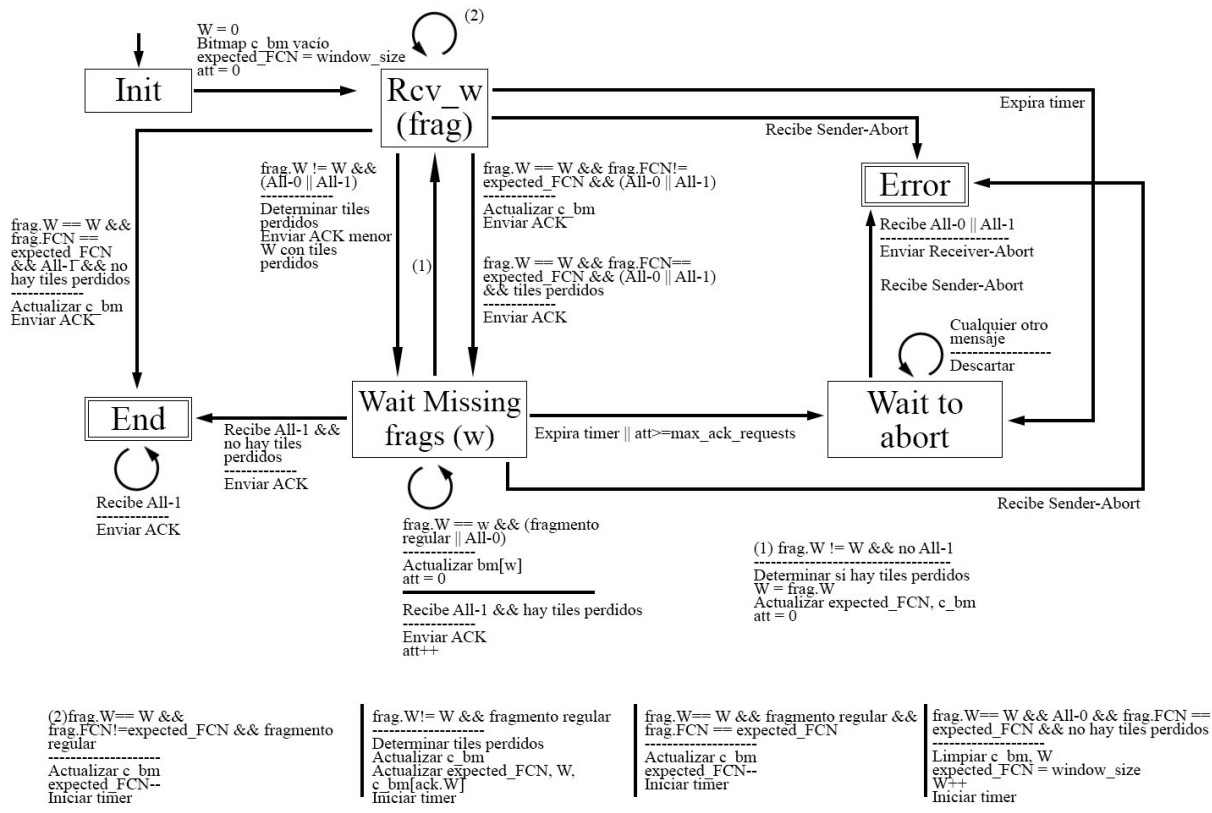 (2)
W = 0
Bitmap c_bm vacío
expected_FCN = window_size
att = 0
Init
Rcv_w
(frag)
Expira timer
Recibe Sender-Abort
frag.W != W &&
(All-0 || All-1)
-------------
Determinar tiles
perdidos
Enviar ACK menor
W con tiles
perdidos
(1)
frag.W == W && frag.FCN!=
expected_FCN && (All-0 || All-1)
-------------
Actualizar c_bm
Enviar ACK
frag.W == W && frag.FCN==
expected_FCN && (All-0 || All-1)
&& tiles perdidos
-------------
Enviar ACK
Error
Recibe All-0 || All-1
-----------------------
Enviar Receiver-Abort
Recibe Sender-Abort
frag.W == W &&
frag.FCN ==
expected_FCN
&& All-1 && no
hay tiles perdidos
-------------
Actualizar c_bm
Enviar ACK
Cualquier otro
mensaje
------------------
Descartar
End
Wait Missing
frags (w)
Wait to
abort
Recibe All-1 &&
no hay tiles
perdidos
-------------
Enviar ACK
Expira timer || att>=max_ack_requests
Recibe All-1
-------------
Enviar ACK
Recibe Sender-Abort
frag.W == w && (fragmento
regular || All-0)
-------------
Actualizar bm[w]
att = 0
Recibe All-1 && hay tiles perdidos
-------------
Enviar ACK
att++
(1) frag.W != W && no All-1
-----------------------------------
Determinar si hay tiles perdidos
W = frag.W
Actualizar expected_FCN, c_bm
att = 0
(2)frag.W== W &&
frag.FCN!=expected_FCN && fragmento
regular
--------------------
Actualizar c_bm
expected_FCN--
Iniciar timer
frag.W!= W && fragmento regular
--------------------
Determinar tiles perdidos
Actualizar c_bm
Actualizar expected_FCN, W,
c_bm[ack.W]
Iniciar timer
frag.W== W && fragmento regular &&
frag.FCN == expected_FCN
--------------------
Actualizar c_bm
expected_FCN--
Iniciar timer
frag.W== W && All-0 && frag.FCN ==
expected_FCN && no hay tiles perdidos
--------------------
Limpiar c_bm, W
expected_FCN = window_size
W++
Iniciar timer